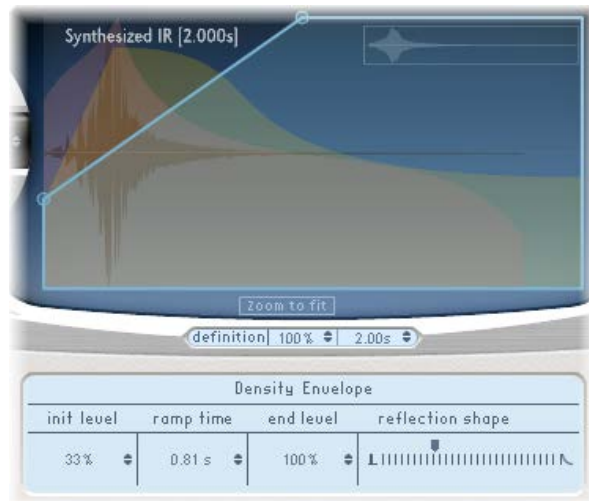 Synthesized IR [2.000s]
Zoom to fit
definition 100% 2.00s
Density Envelope
init level ramp time end level reflection shape
33% 0.81 s 100%